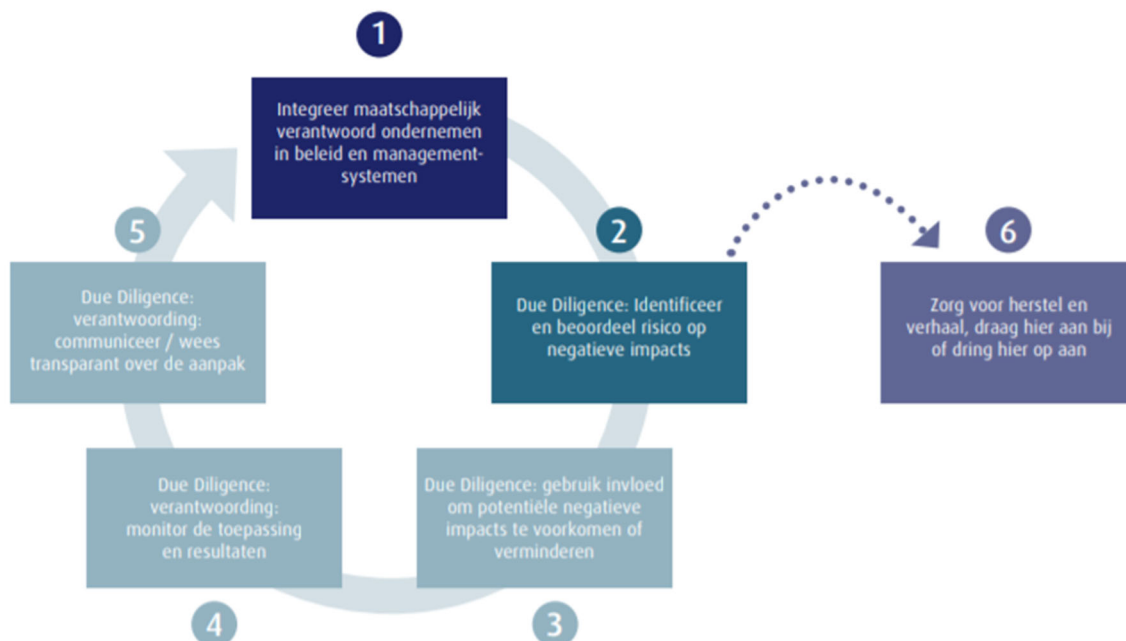 1
Integreer maatschappelijk
verantwoord ondernemen
in beleid en management-
systemen
2
Due Diligence: Identificeer
en beoordeel risico op
negatieve impacts
3
Due Diligence: gebruik invloed
om potentiële negatieve
impacts te voorkomen of
verminderen
4
Due Diligence:
verantwoording:
monitor de toepassing
en resultaten
5
Due Diligence:
verantwoording:
communiceer / wees
transparant over de aanpak
6
Zorg voor herstel en
verhaal, draag hier aan bij
of dring hier op aan